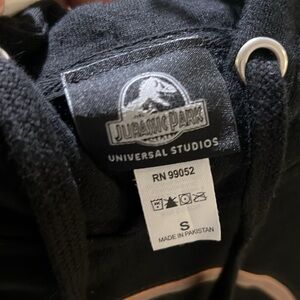 JURASSIC PARK
UNIVERSAL STUDIOS
RN 99052
S
MADE IN PAKISTAN